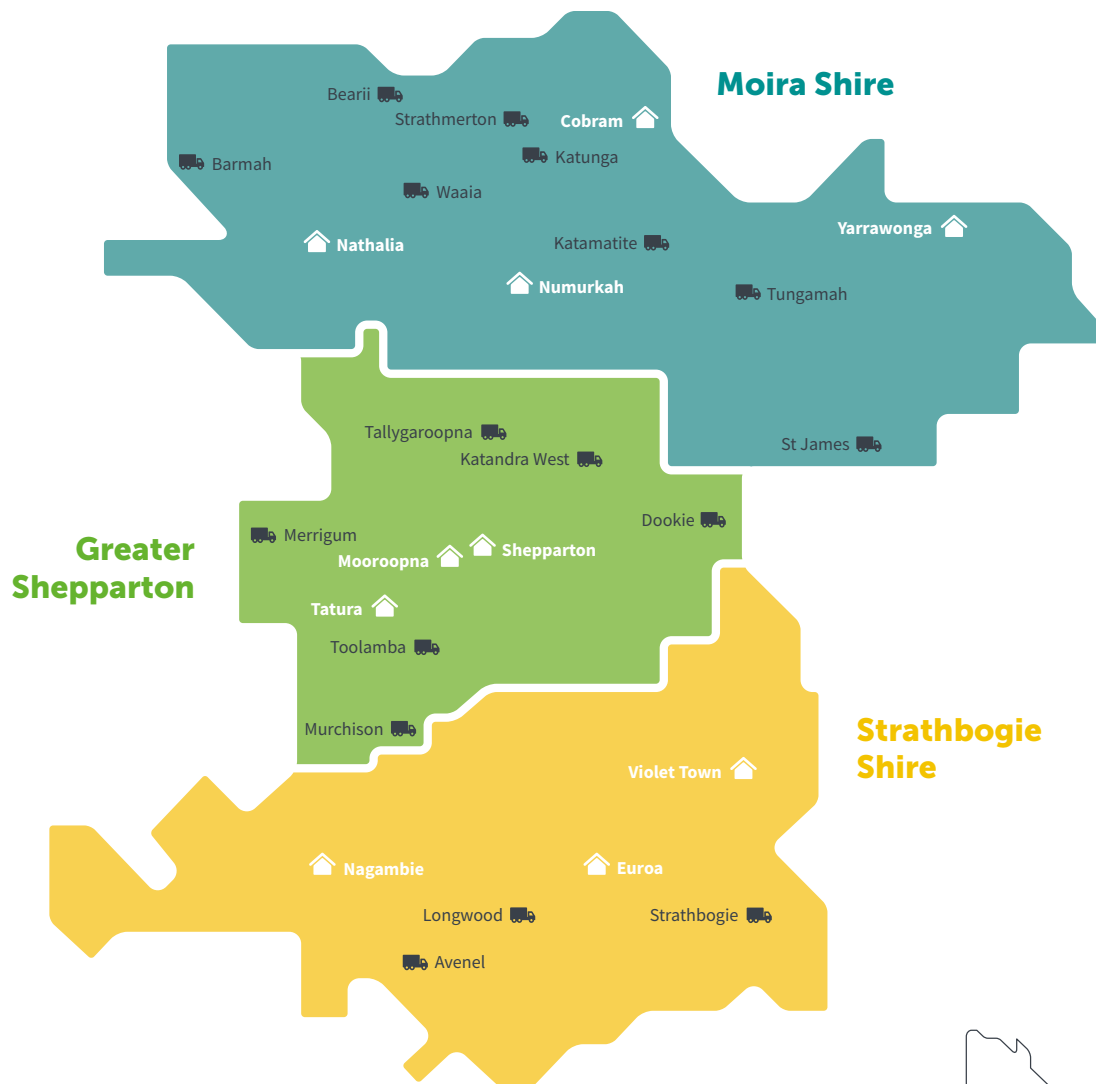 Moira Shire
Bearii
Strathmerton
Cobram
Katunga
Barmah
Waaia
Yarrawonga
Nathalia
Katamatite
Numurkah
Tungamah
Tallygaroopna
St James
Katandra West
Dookie
Merrigum
Greater
Shepparton
Mooroopna
Shepparton
Tatura
Toolamba
Murchison
Strathbogie
Shire
Violet Town
Nagambie
Euroa
Longwood
Strathbogie
Avenel